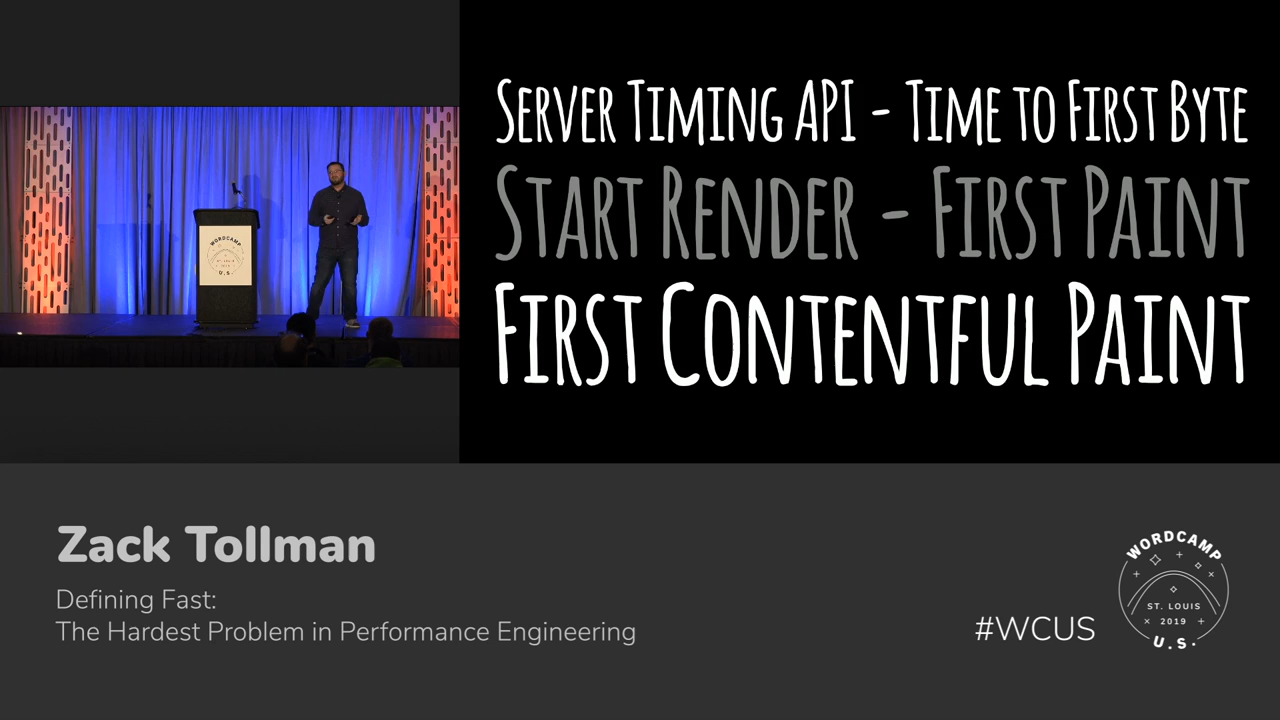 SERVER TIMING API - TIME TO FIRST BYTE
START RENDER - FIRST PAINT
FIRST CONTENTFUL PAINT
WORDCAMP
U.S.
Zack Tollman
Defining Fast:
The Hardest Problem in Performance Engineering
#WCUS
WORDCAMP
ST. LOUIS
2019
U.S.